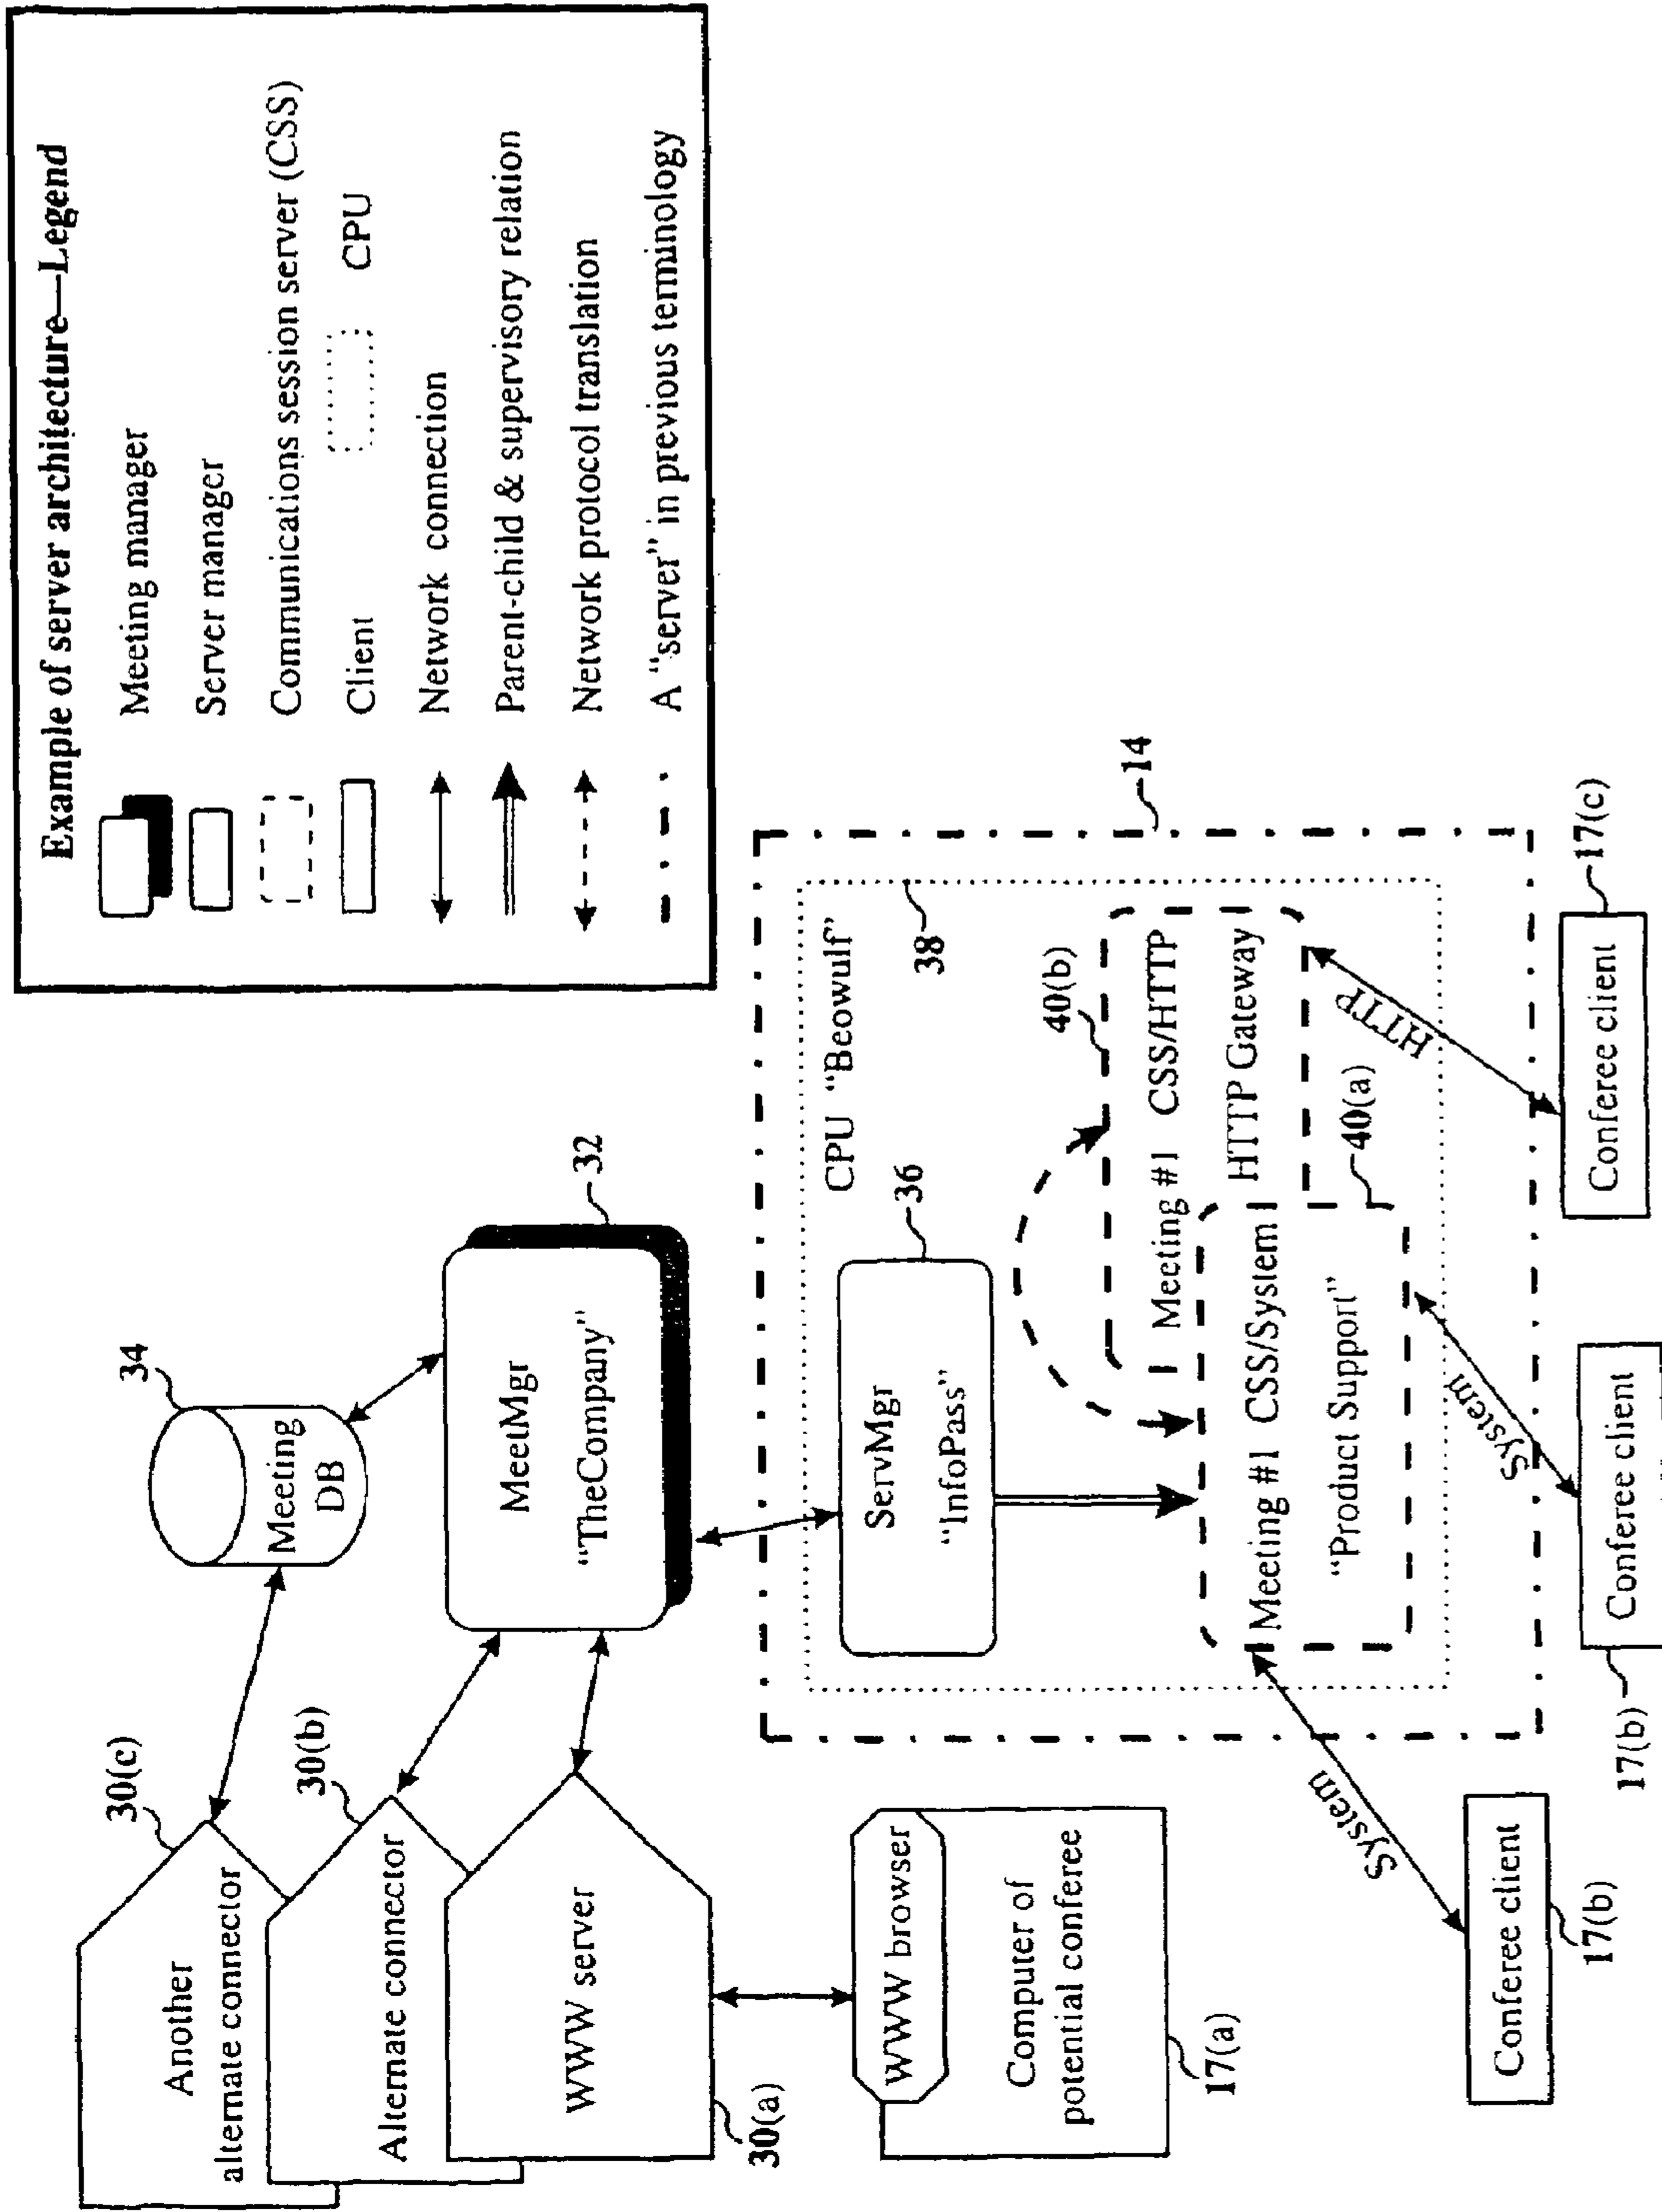 Example of server architecture—Legend
Meeting manager
Server manager
Communications session server (CSS)
Client
CPU
Network connection
Parent-child & supervisory relation
Network protocol translation
A "server" in previous terminology
30(c)
Another
alternate connector
30(b)
Alternate connector
WWW server
30(a)
34
Meeting
DB
32
MeetMgr
"TheCompany"
WWW browser
Computer of
potential conferee
17(a)
14
38
CPU "Beowulf"
36
ServMgr
"InfoPass"
40(b)
Meeting #1 CSS/HTTP
HTTP Gateway
Meeting #1 CSS/System
"Product Support"
40(a)
System
System
HTTP
Conferee client
17(b)
Conferee client
17(b)
Conferee client
17(c)